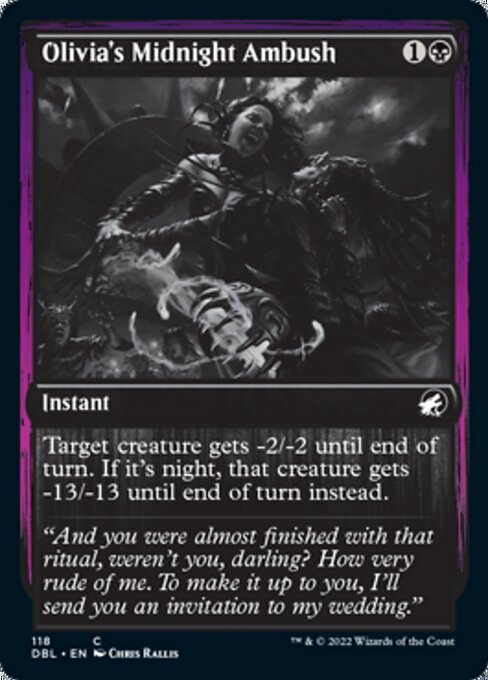 Olivia's Midnight Ambush 1
Instant
Target creature gets -2/-2 until end of
turn. If it's night, that creature gets
-13/-13 until end of turn instead.
“And you were almost finished with that
ritual, weren't you, darling? How very
rude of me. To make it up to you, I'll
send you an invitation to my wedding.”
118 C
DBL • EN Chris Rallis
™ & © 2022 Wizards of the Coast